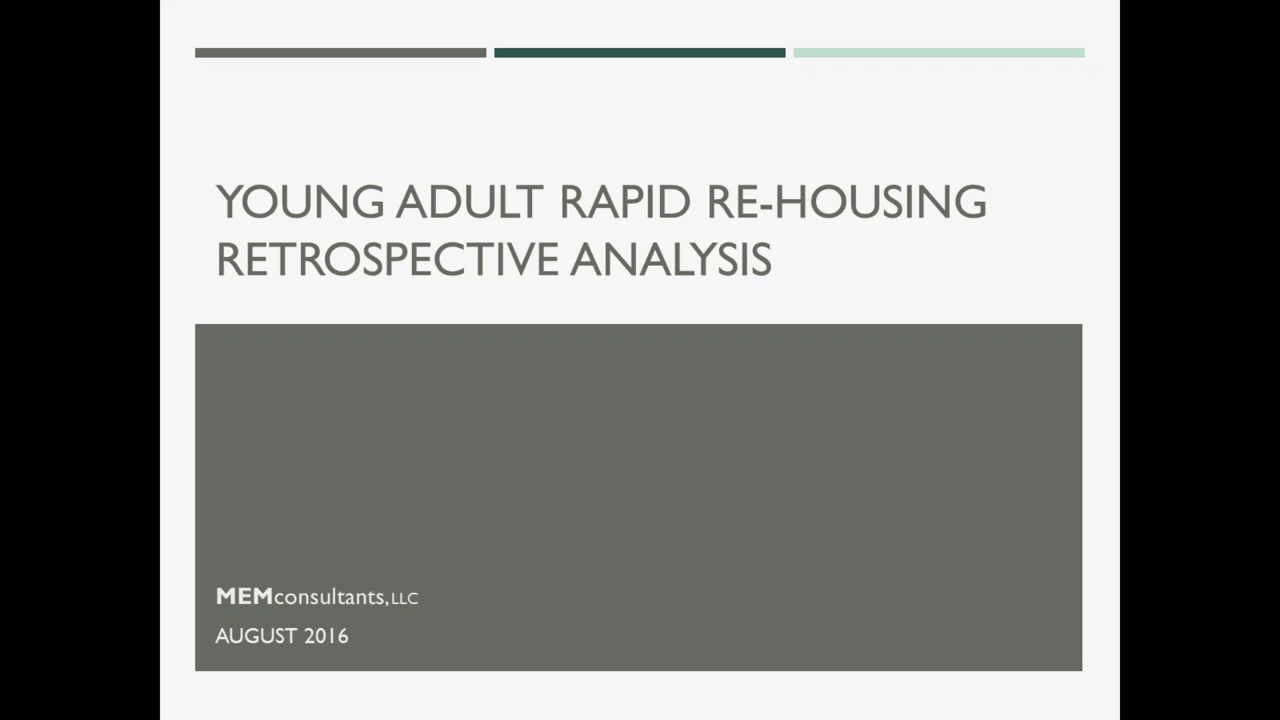 YOUNG ADULT RAPID RE-HOUSING
RETROSPECTIVE ANALYSIS
MEMconsultants, LLC
AUGUST 2016